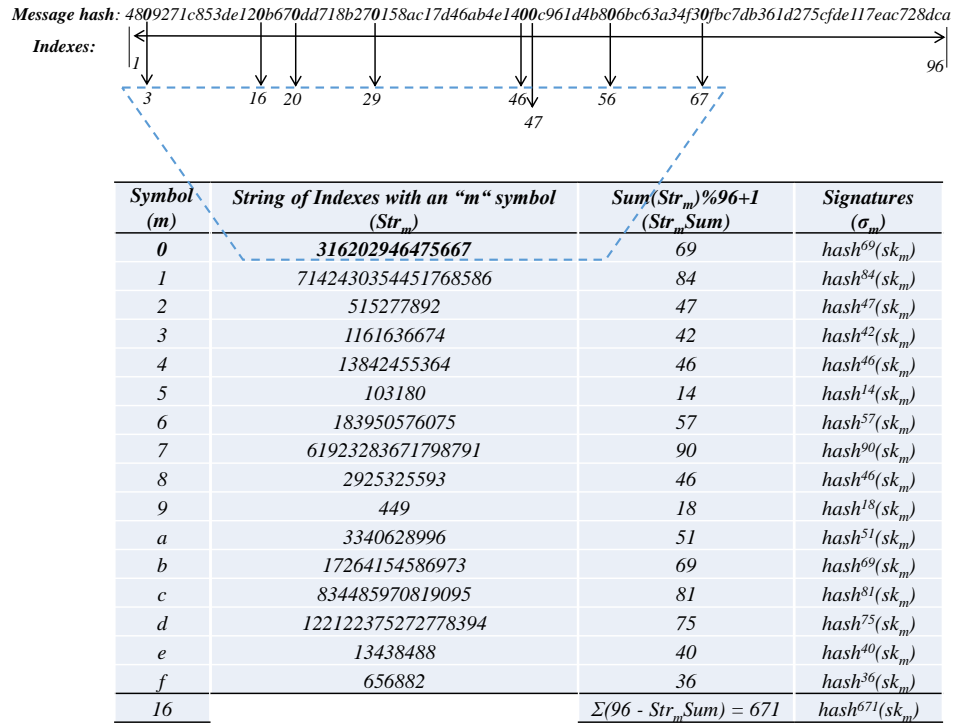 Message hash: 4809271c853de120b670dd718b270158ac17d46ab4e1400c961d4b806bc63a34f30fbc7db361d275cfde117eac728dca
Indexes:
1 96
3 16 20 29 46 56 67
47
Symbol (m) String of Indexes with an “m“ symbol (Strm) Sum(Strm)%96+1 (StrmSum) Signatures (σm)
0 316202946475667 69 hash69(skm)
1 7142430354451768586 84 hash84(skm)
2 515277892 47 hash47(skm)
3 1161636674 42 hash42(skm)
4 13842455364 46 hash46(skm)
5 103180 14 hash14(skm)
6 183950576075 57 hash57(skm)
7 61923283671798791 90 hash90(skm)
8 2925325593 46 hash46(skm)
9 449 18 hash18(skm)
a 3340628996 51 hash51(skm)
b 17264154586973 69 hash69(skm)
c 834485970819095 81 hash81(skm)
d 122122375272778394 75 hash75(skm)
e 13438488 40 hash40(skm)
f 656882 36 hash36(skm)
16 Σ(96 - StrmSum) = 671 hash671(skm)